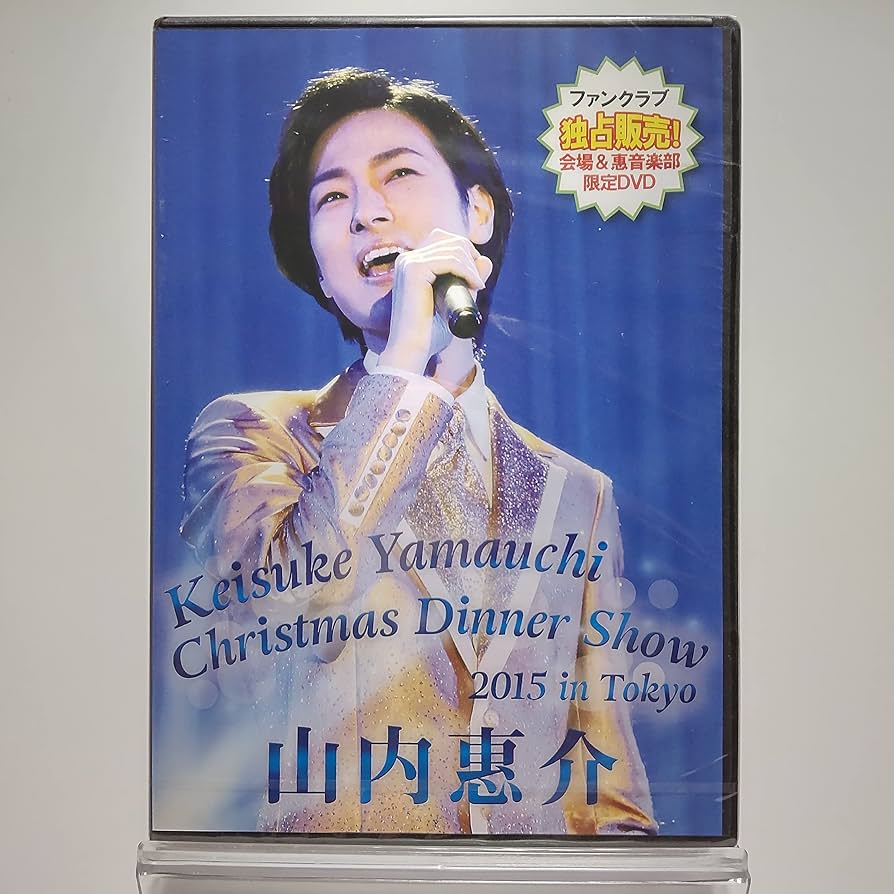 ファンクラブ
独占販売!
会場&惠音楽部
限定DVD
Keisuke Yamauchi
Christmas Dinner Show
2015 in Tokyo
山内惠介